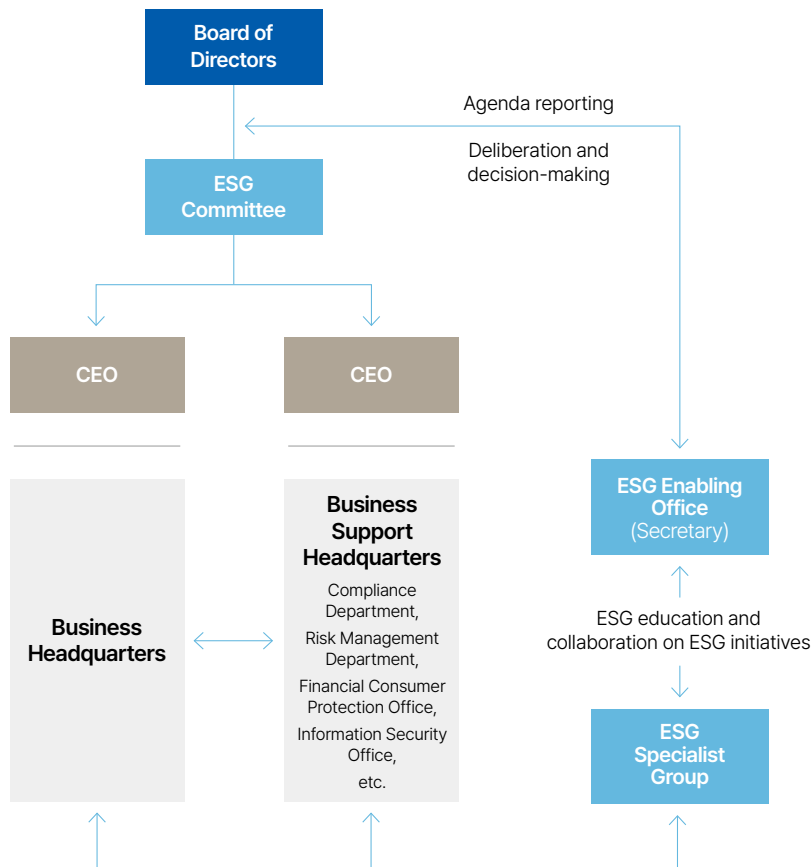 Board of
Directors
Agenda reporting
Deliberation and
decision-making
ESG
Committee
CEO
CEO
Business
Headquarters
Business
Support
Headquarters
Compliance
Department,
Risk Management
Department,
Financial Consumer
Protection Office,
Information Security
Office,
etc.
ESG Enabling
Office
(Secretary)
ESG education and
collaboration on ESG initiatives
ESG
Specialist
Group